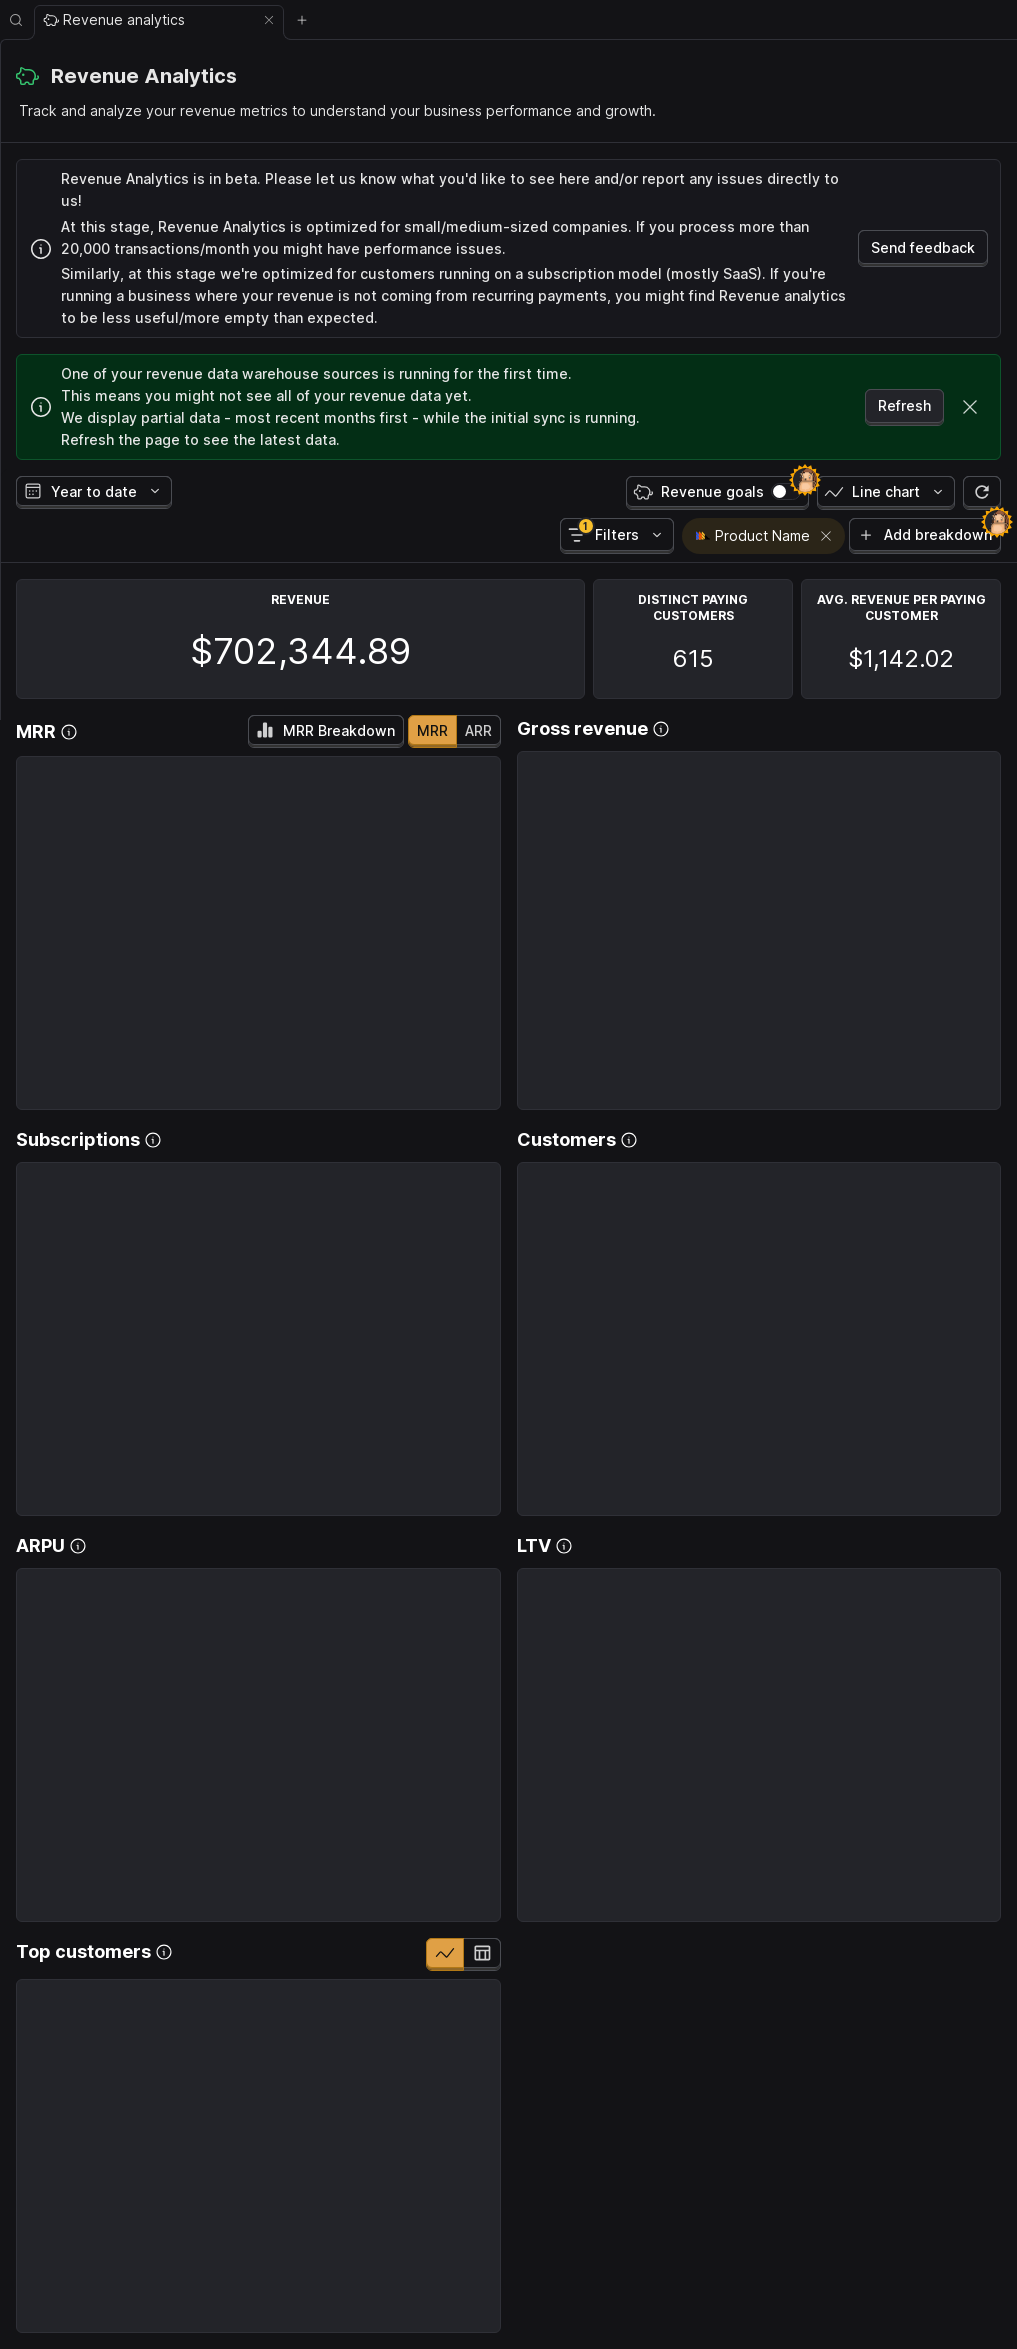 Revenue analytics
Revenue Analytics
Track and analyze your revenue metrics to understand your business performance and growth.
Revenue Analytics is in beta. Please let us know what you'd like to see here and/or report any issues directly to
us!
At this stage, Revenue Analytics is optimized for small/medium-sized companies. If you process more than
20,000 transactions/month you might have performance issues.
Similarly, at this stage we're optimized for customers running on a subscription model (mostly SaaS). If you're
running a business where your revenue is not coming from recurring payments, you might find Revenue analytics
to be less useful/more empty than expected.
Send feedback
One of your revenue data warehouse sources is running for the first time.
This means you might not see all of your revenue data yet.
We display partial data - most recent months first - while the initial sync is running.
Refresh the page to see the latest data.
Refresh
Year to date
Revenue goals
Line chart
1
Filters
Product Name
Add breakdown
REVENUE
$702,344.89
DISTINCT PAYING
CUSTOMERS
615
AVG. REVENUE PER PAYING
CUSTOMER
$1,142.02
MRR
MRR Breakdown
MRR
ARR
Gross revenue
Subscriptions
Customers
ARPU
LTV
Top customers